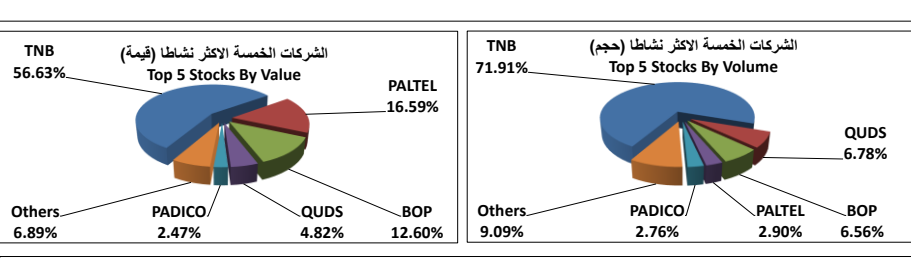 الشركات الخمسة الاكثر نشاطا (قيمة)
Top 5 Stocks By Value
TNB
56.63%
PALTEL
16.59%
Others
6.89%
PADICO
2.47%
QUDS
4.82%
BOP
12.60%
الشركات الخمسة الاكثر نشاطا (حجم)
Top 5 Stocks By Volume
TNB
71.91%
QUDS
6.78%
Others
9.09%
PADICO
2.76%
PALTEL
2.90%
BOP
6.56%